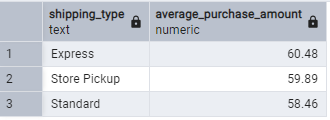 shipping_type average_purchase_amount
text numeric
1 Express 60.48
2 Store Pickup 59.89
3 Standard 58.46